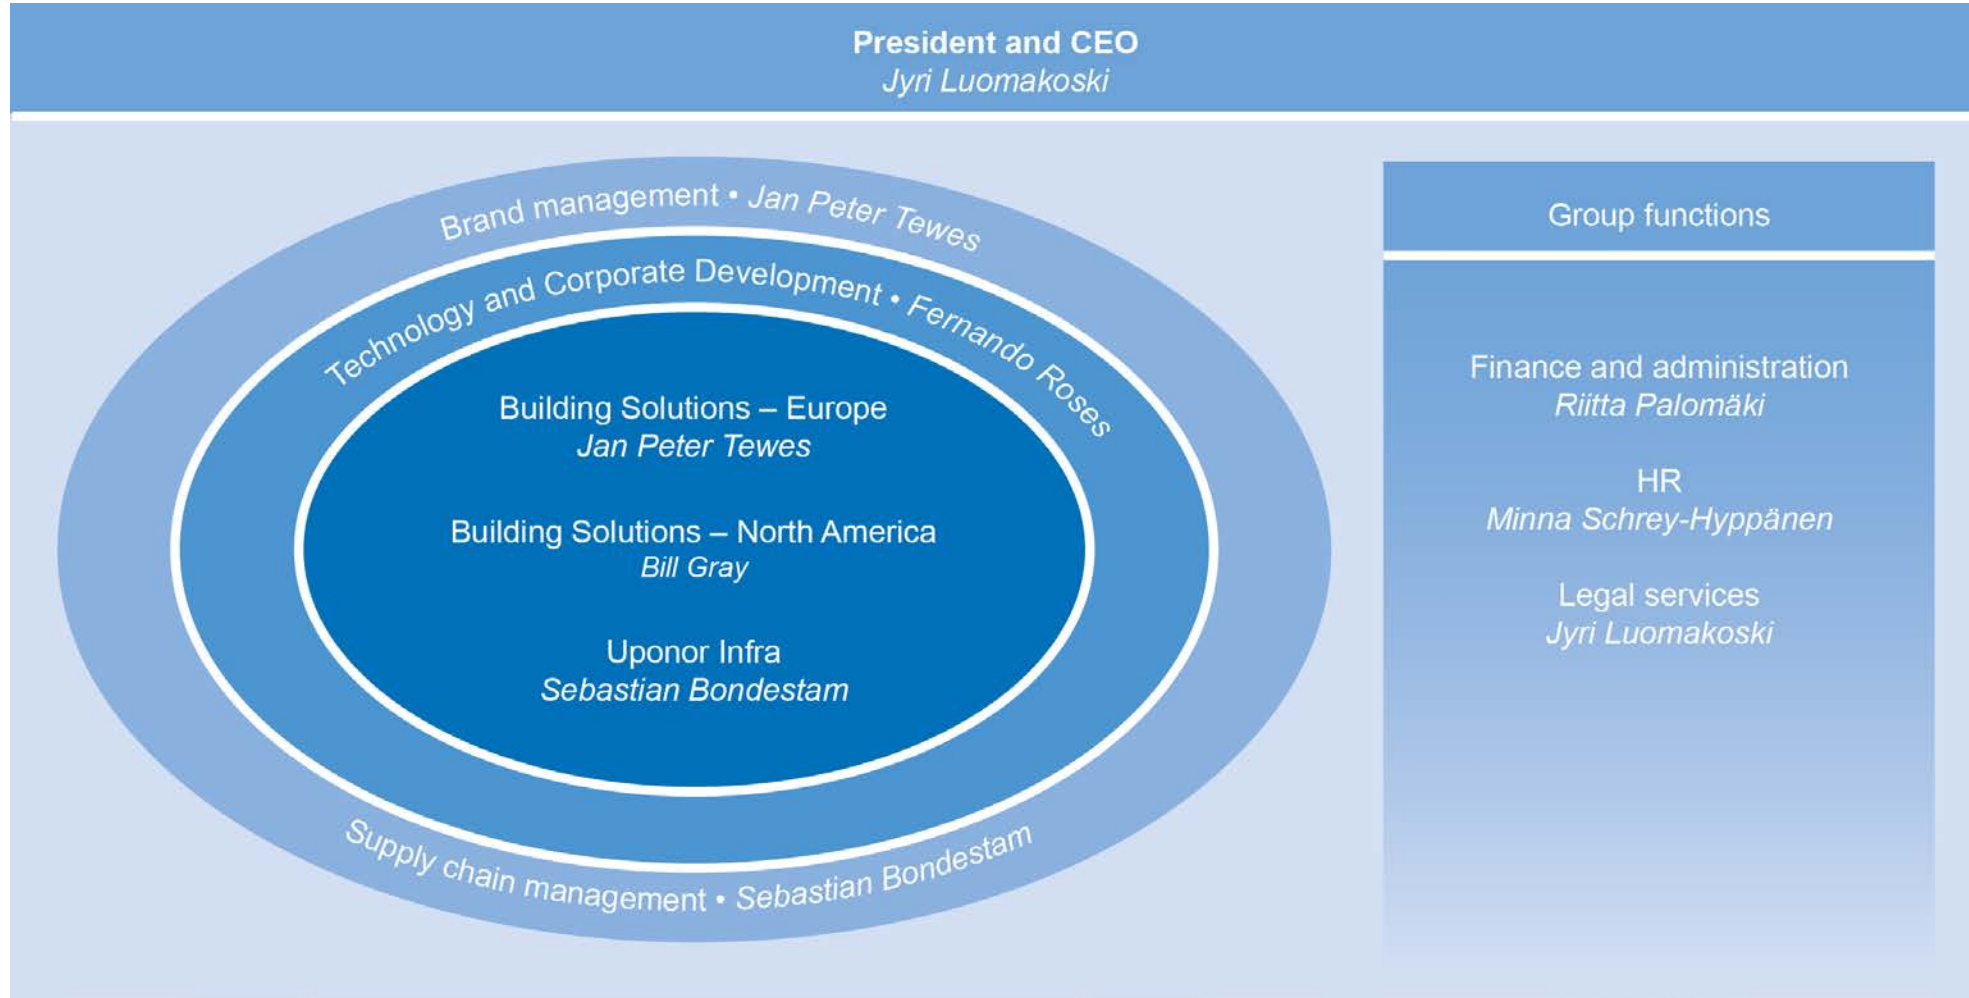 President and CEO
Jyri Luomakoski
Brand management • Jan Peter Tewes
Technology and Corporate Development • Fernando Roses
Building Solutions – Europe
Jan Peter Tewes
Building Solutions – North America
Bill Gray
Uponor Infra
Sebastian Bondestam
Supply chain management • Sebastian Bondestam
Group functions
Finance and administration
Riitta Palomäki
HR
Minna Schrey-Hyppänen
Legal services
Jyri Luomakoski